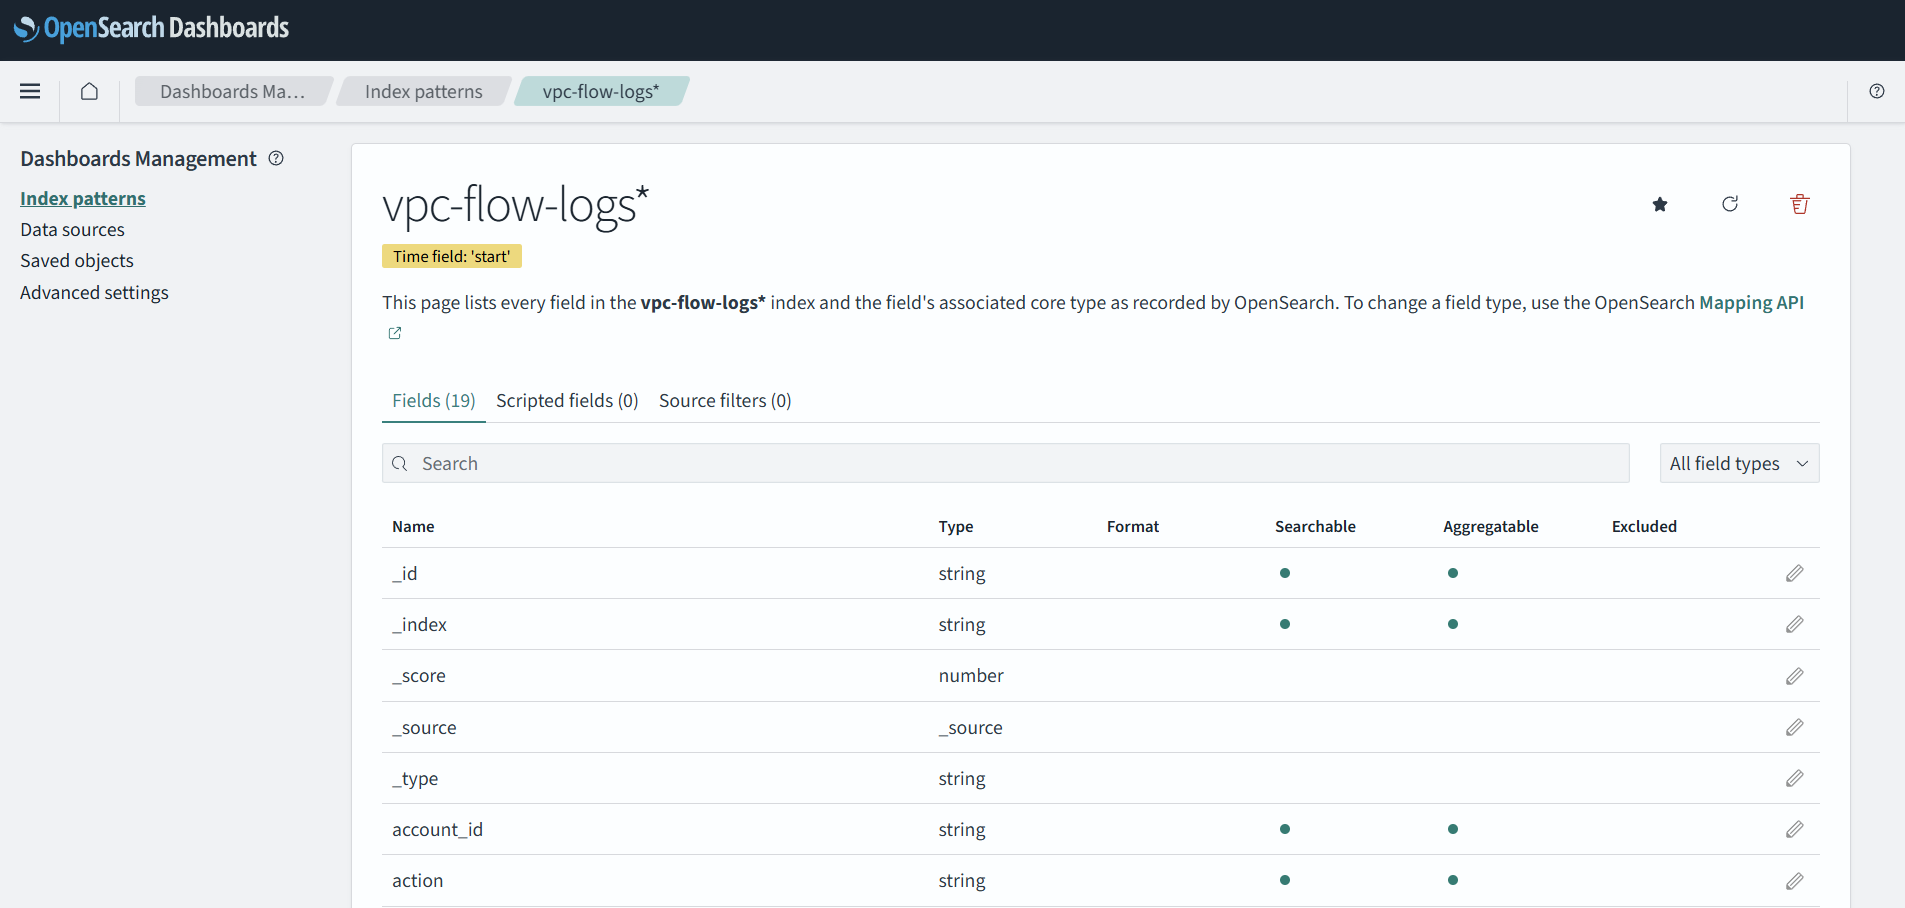 OpenSearch Dashboards
Dashboards Ma...
Index patterns
vpc-flow-logs*
Dashboards Management
Index patterns
Data sources
Saved objects
Advanced settings
vpc-flow-logs*
Time field: 'start'
This page lists every field in the vpc-flow-logs* index and the field's associated core type as recorded by OpenSearch. To change a field type, use the OpenSearch Mapping API
Fields (19) Scripted fields (0) Source filters (0)
Search
All field types
Name Type Format Searchable Aggregatable Excluded
_id string
_index string
_score number
_source _source
_type string
account_id string
action string